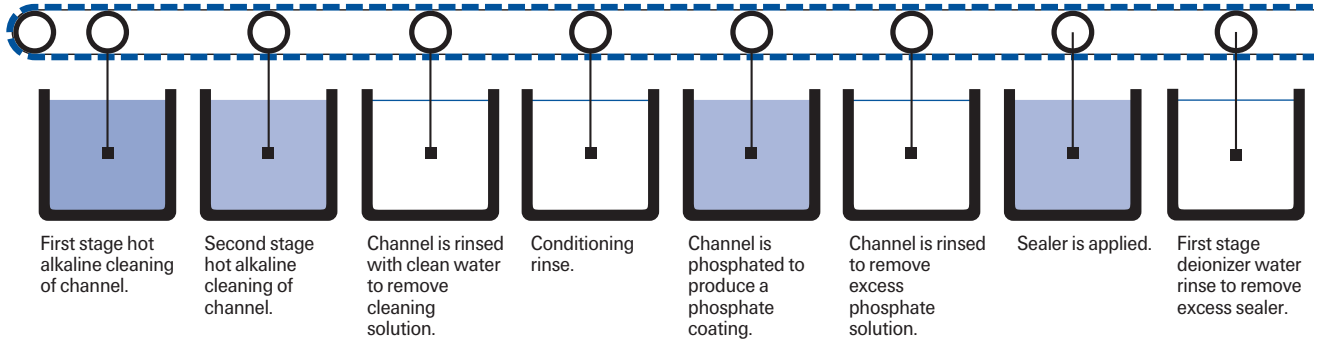 First stage hot
alkaline cleaning
of channel.
Second stage
hot alkaline
cleaning of
channel.
Channel is rinsed
with clean water
to remove
cleaning
solution.
Conditioning
rinse.
Channel is
phosphated to
produce a
phosphate
coating.
Channel is rinsed
to remove
excess
phosphate
solution.
Sealer is applied.
First stage
deionizer water
rinse to remove
excess sealer.